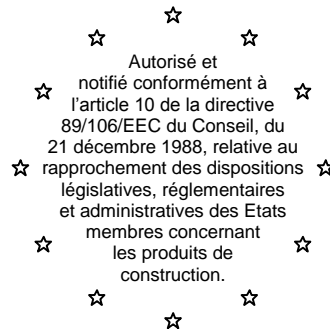 Autorisé et
notifié conformément à
l'article 10 de la directive
89/106/EEC du Conseil, du
21 décembre 1988, relative au
rapprochement des dispositions
législatives, réglementaires
et administratives des Etats
membres concernant
les produits de
construction.